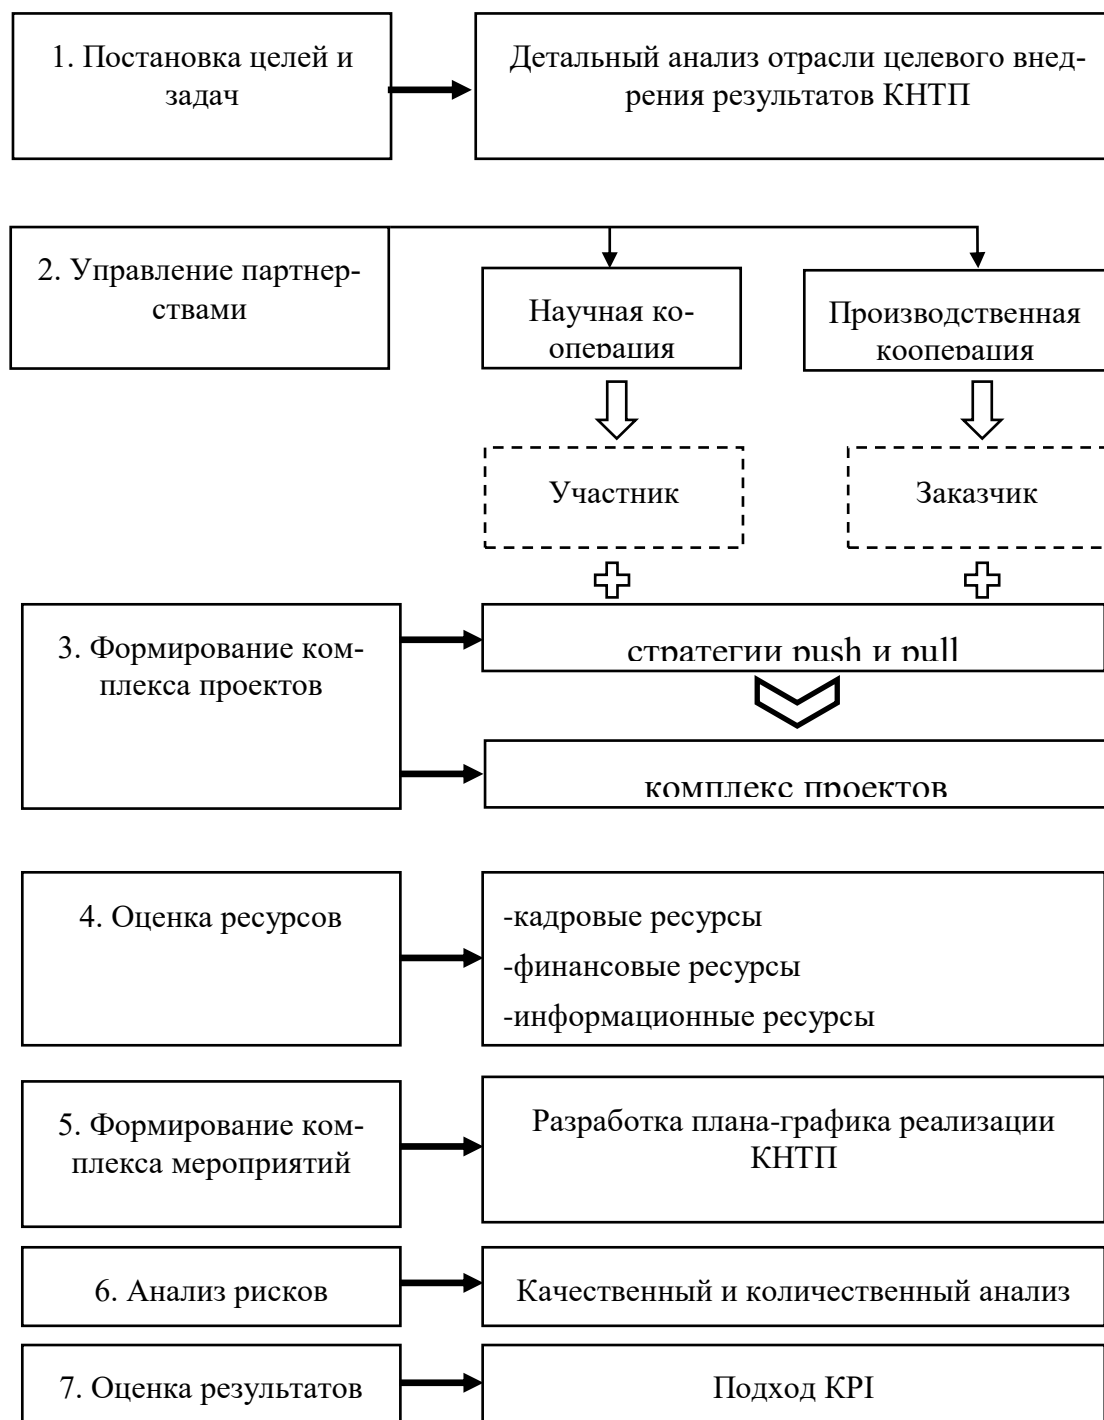 1. Постановка целей и
задач
Детальный анализ отрасли целевого внед-
рения результатов КНТП
2. Управление партнер-
ствами
Научная ко-
операция
Производственная
кооперация
Участник
Заказчик
3. Формирование ком-
плекса проектов
стратегии push и pull
комплекс проектов
4. Оценка ресурсов
-кадровые ресурсы
-финансовые ресурсы
-информационные ресурсы
5. Формирование ком-
плекса мероприятий
Разработка плана-графика реализации
КНТП
6. Анализ рисков
Качественный и количественный анализ
7. Оценка результатов
Подход KPI